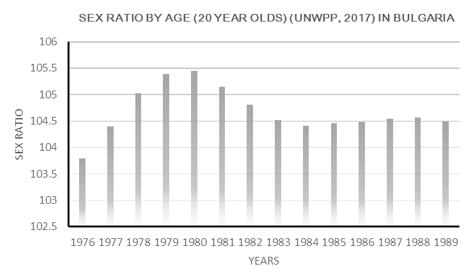 SEX RATIO BY AGE (20 YEAR OLDS) (UNWPP, 2017) IN BULGARIA
106
105.5
105
104.5
104
103.5
103
102.5
SEX RATIO
1976 1977 1978 1979 1980 1981 1982 1983 1984 1985 1986 1987 1988 1989
YEARS